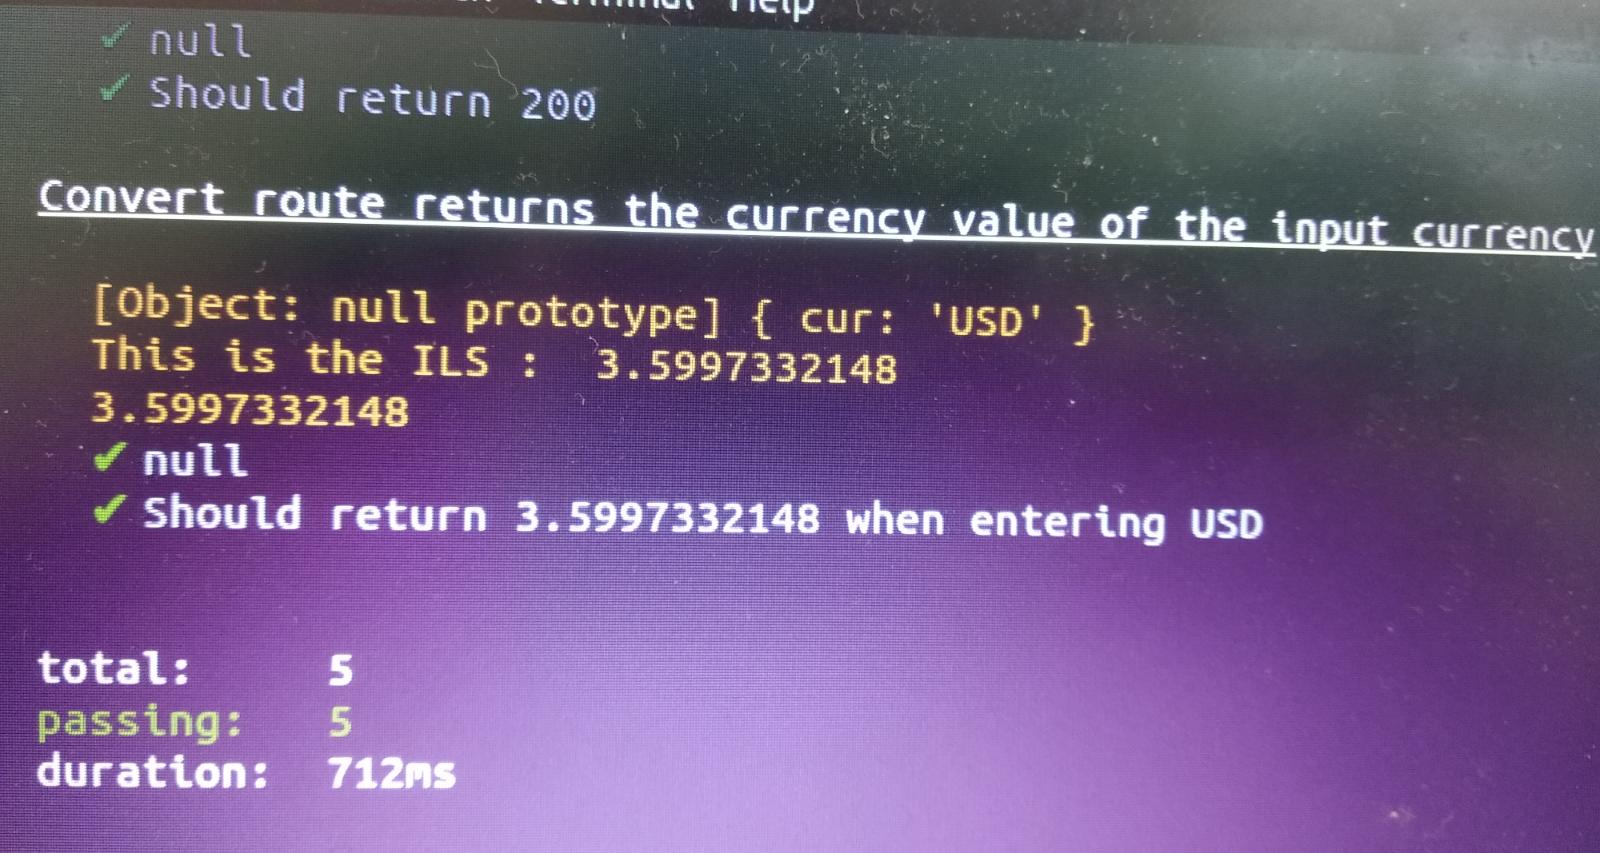 Terminal Help
✔ null
✔ Should return 200
Convert route returns the currency value of the input currency
[Object: null prototype] { cur: 'USD' }
This is the ILS :  3.5997332148
3.5997332148
✔ null
✔ Should return 3.5997332148 when entering USD
total: 5
passing: 5
duration: 712ms